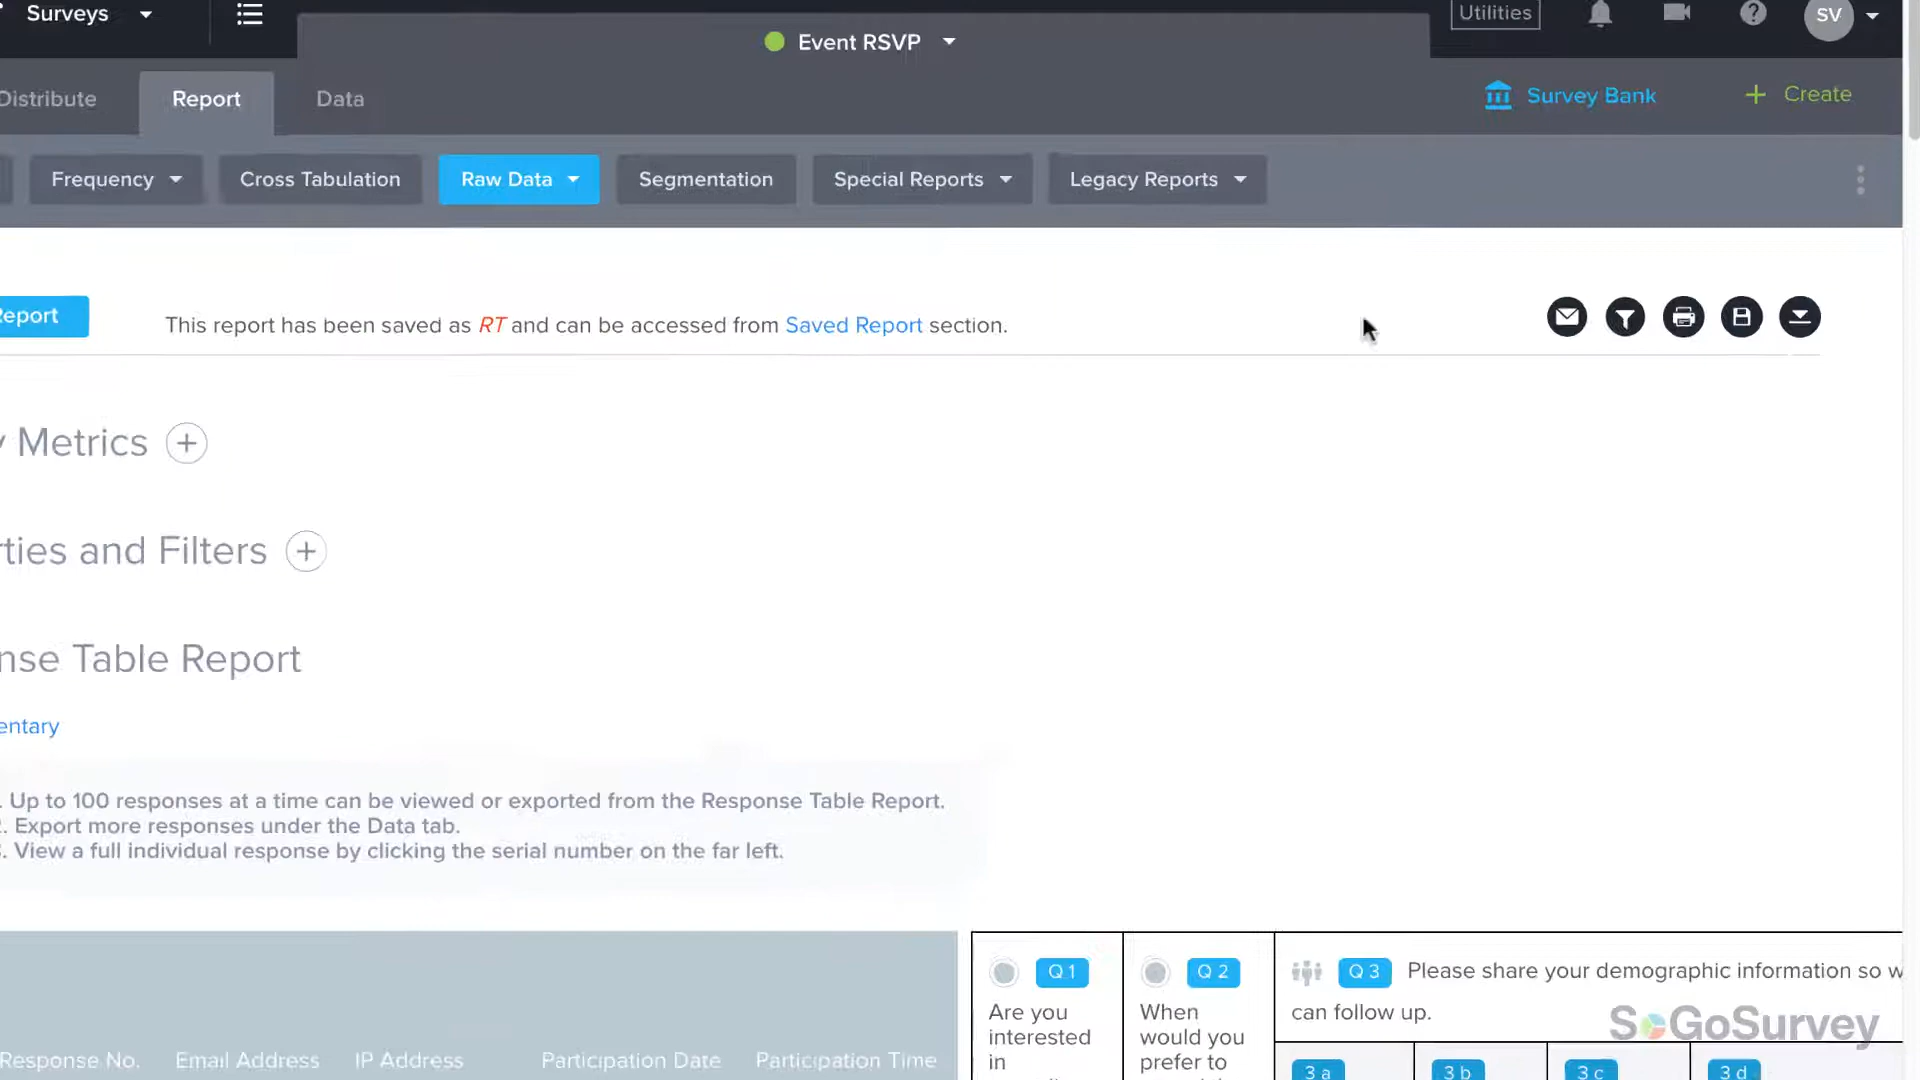 Surveys
Event RSVP
Utilities
SV
Distribute
Report
Data
Survey Bank
Create
Frequency
Cross Tabulation
Raw Data
Segmentation
Special Reports
Legacy Reports
Report
This report has been saved as RT and can be accessed from Saved Report section.
Metrics
rties and Filters
nse Table Report
entary
. Up to 100 responses at a time can be viewed or exported from the Response Table Report.
2. Export more responses under the Data tab.
3. View a full individual response by clicking the serial number on the far left.
Q 1
Q 2
Q 3 Please share your demographic information so w
Are you
When
can follow up.
interested
would you
in
prefer to
SoGoSurvey
Response No.
Email Address
IP Address
Participation Date
Participation Time
3 a
3 b
3 c
3 d